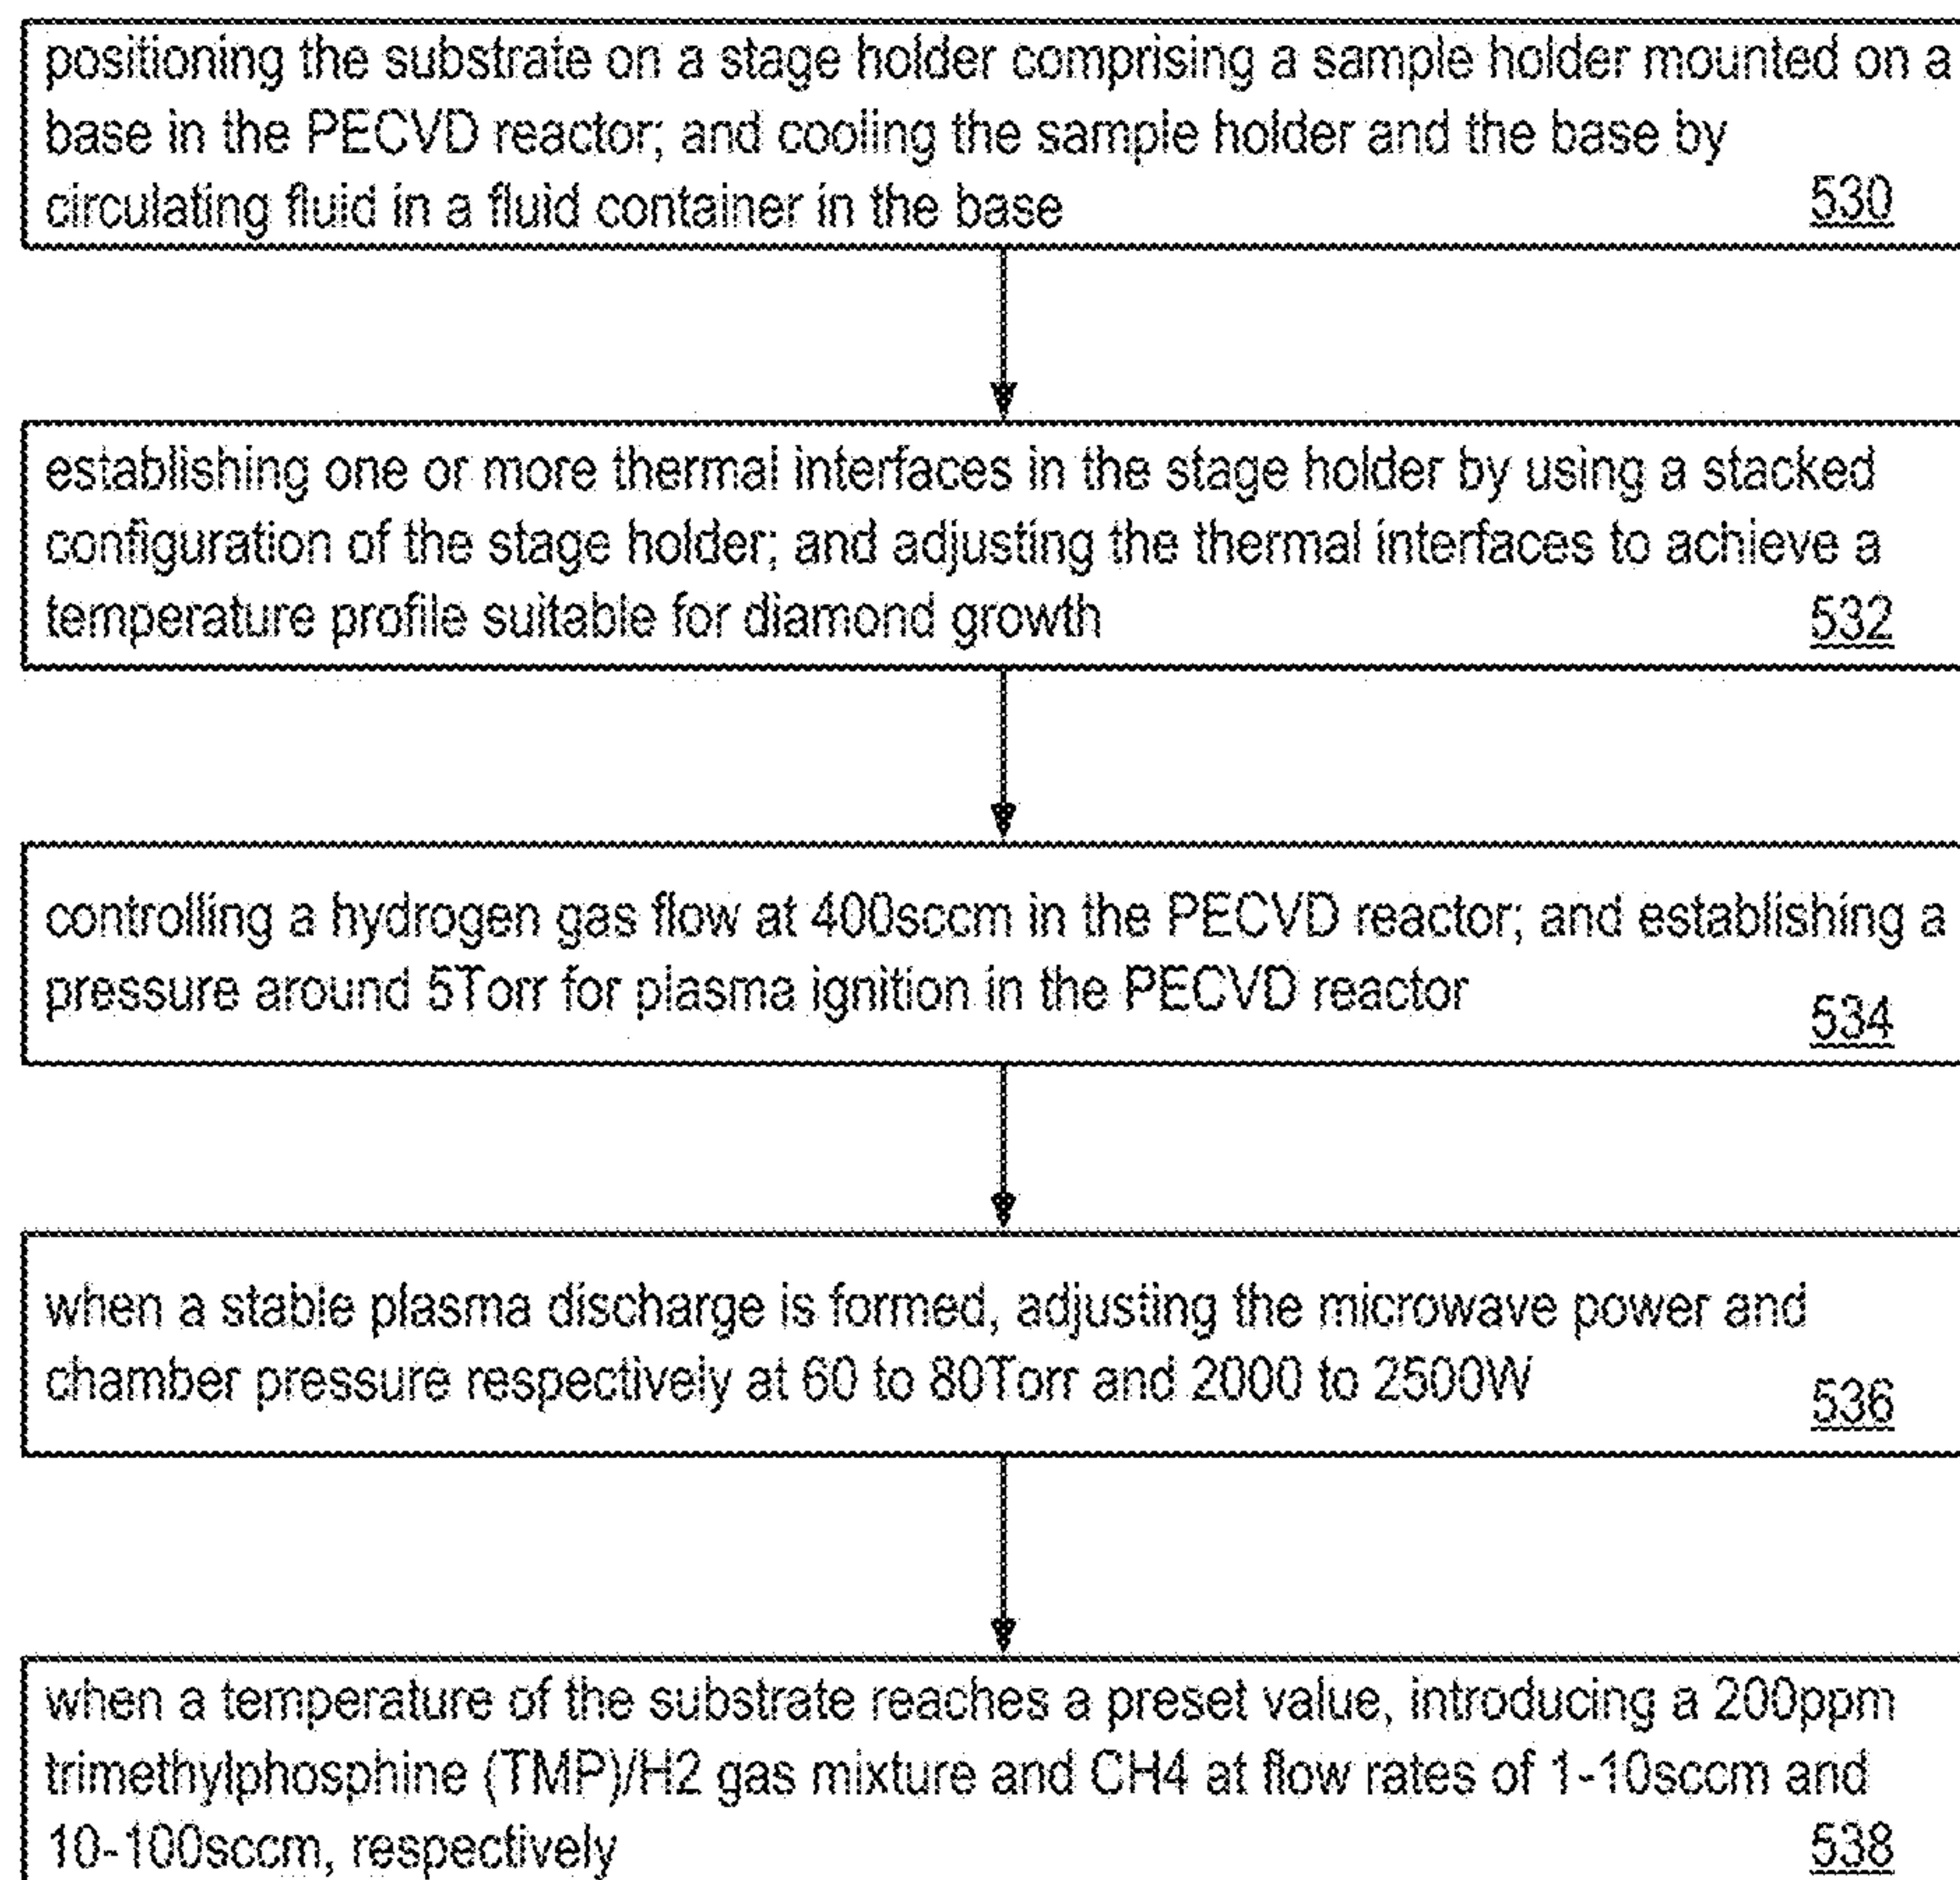 positioning the substrate on a stage holder comprising a sample holder mounted on a
base in the PECVD reactor; and cooling the sample holder and the base by
circulating fluid in a fluid container in the base
530
establishing one or more thermal interfaces in the stage holder by using a stacked
configuration of the stage holder; and adjusting the thermal interfaces to achieve a
temperature profile suitable for diamond growth
532
controlling a hydrogen gas flow at 400sccm in the PECVD reactor; and establishing a
pressure around 5Torr for plasma ignition in the PECVD reactor
534
when a stable plasma discharge is formed, adjusting the microwave power and
chamber pressure respectively at 60 to 80Torr and 2000 to 2500W
536
when a temperature of the substrate reaches a preset value, introducing a 200ppm
trimethylphosphine (TMP)/H2 gas mixture and CH4 at flow rates of 1-10sccm and
10-100sccm, respectively
538